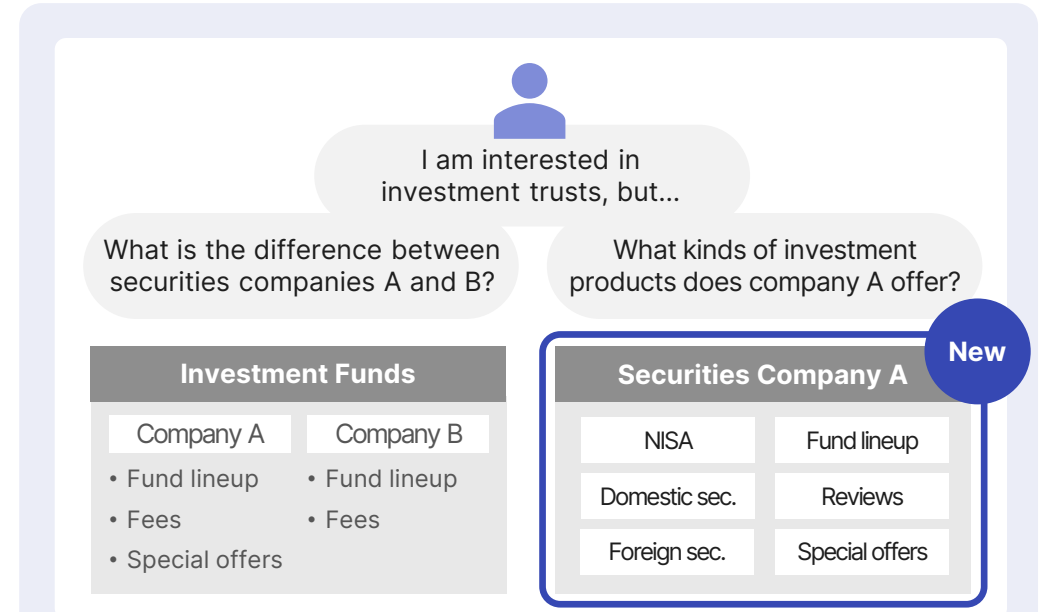 I am interested in
investment trusts, but...
What is the difference between
securities companies A and B?
What kinds of investment
products does company A offer?
New
Investment Funds
Company A
Company B
• Fund lineup
• Fees
• Special offers
• Fund lineup
• Fees
Securities Company A
NISA
Fund lineup
Domestic sec.
Reviews
Foreign sec.
Special offers